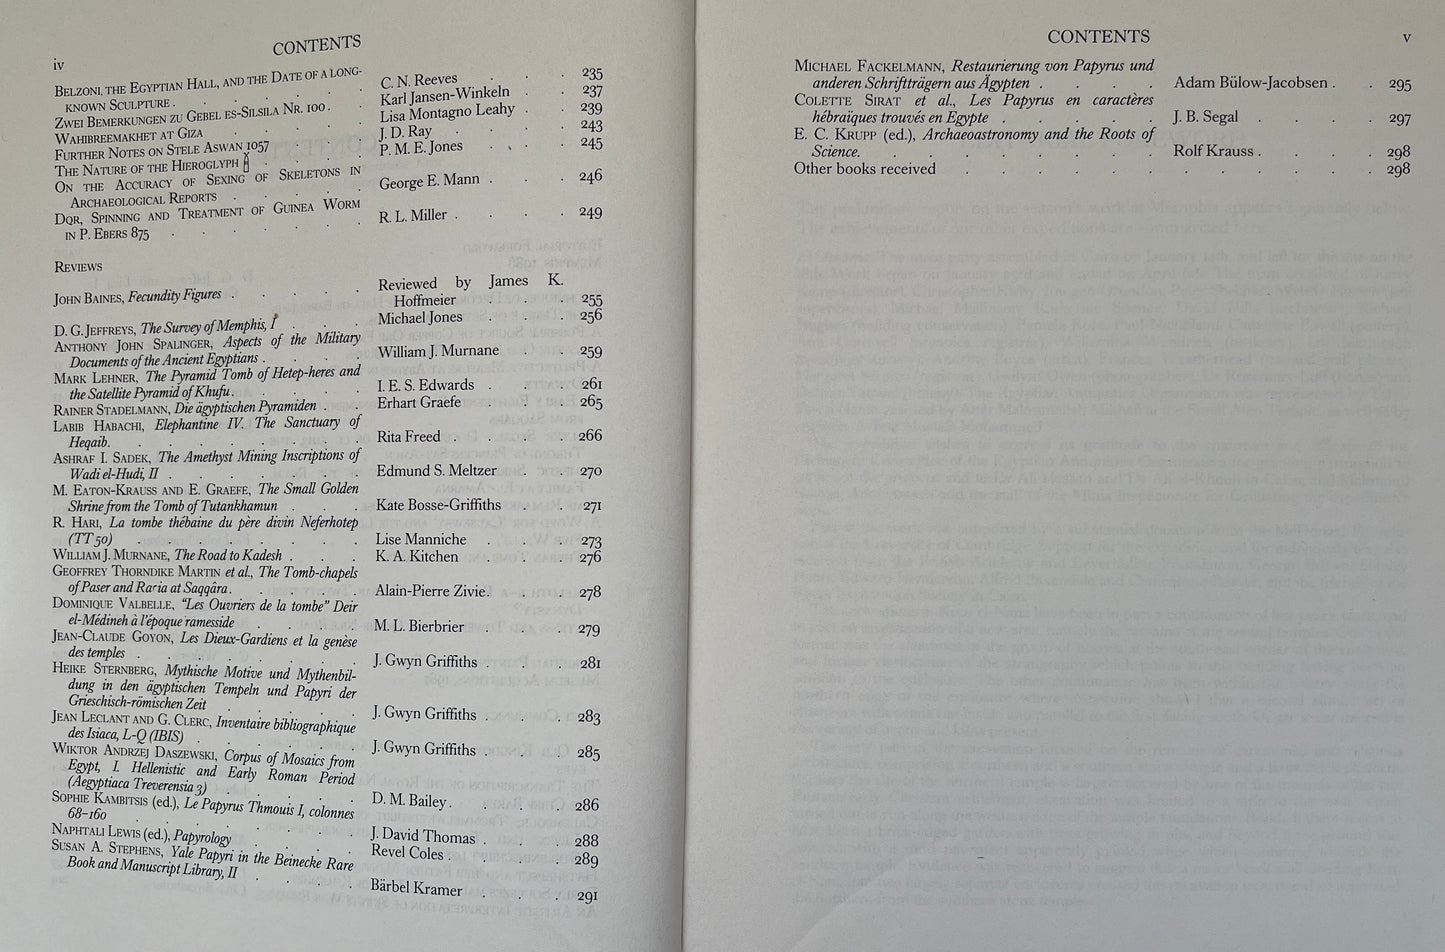 CONTENTS
iv
BELZONI, THE EGYPTIAN HALL, AND THE DATE OF A LONG-
KNOWN SCULPTURE . . . . . C. N. Reeves . . . 235
ZWEI BEMERKUNGEN ZU GEBEL ES-SILSILA NR. 100 . . Karl Jansen-Winkeln . . 237
WAHIBREEMAKHET AT GIZA . . . . . Lisa Montagno Leahy . . 239
FURTHER NOTES ON STELE ASWAN 1057 . . . . J. D. Ray . . . . 243
THE NATURE OF THE HIEROGLYPH . . . . P. M. E. Jones . . . 245
ON THE ACCURACY OF SEXING OF SKELETONS IN
ARCHAEOLOGICAL REPORTS . . . . George E. Mann . . . 246
DQR, SPINNING AND TREATMENT OF GUINEA WORM
IN P. EBERS 875 . . . . . . R. L. Miller . . . . 249
REVIEWS
JOHN BAINES, Fecundity Figures . . . . . Reviewed by James K.
Hoffmeier . . . 255
D. G. JEFFREYS, The Survey of Memphis, I . . . Michael Jones . . . 256
ANTHONY JOHN SPALINGER, Aspects of the Military
Documents of the Ancient Egyptians . . . . William J. Murnane . . 259
MARK LEHNER, The Pyramid Tomb of Hetep-heres and
the Satellite Pyramid of Khufu . . . . . I. E. S. Edwards . . . 261
RAINER STADELMANN, Die ägyptischen Pyramiden . . Erhart Graefe . . . 265
LABIB HABACHI, Elephantine IV. The Sanctuary of
Heqaib. . . . . . . . . Rita Freed . . . . 266
ASHRAF I. SADEK, The Amethyst Mining Inscriptions of
Wadi el-Hudi, II . . . . . . Edmund S. Meltzer . . 270
M. EATON-KRAUSS AND E. GRAEFE, The Small Golden
Shrine from the Tomb of Tutankhamun . . . Kate Bosse-Griffiths . . 271
R. HARI, La tombe thébaine du père divin Neferhotep
(TT 50) . . . . . . . . Lise Manniche . . . 273
WILLIAM J. MURNANE, The Road to Kadesh . . . K. A. Kitchen . . . 276
GEOFFREY THORNDIKE MARTIN et al., The Tomb-chapels
of Paser and Raria at Saqqâra . . . . . Alain-Pierre Zivie . . . 278
DOMINIQUE VALBELLE, "Les Ouvriers de la tombe" Deir
el-Médineh à l'époque ramesside . . . . M. L. Bierbrier . . . 279
JEAN-CLAUDE GOYON, Les Dieux-Gardiens et la genèse
des temples . . . . . . . J. Gwyn Griffiths . . . 281
HEIKE STERNBERG, Mythische Motive und Mythenbil-
dung in den ägyptischen Tempeln und Papyri der
Grieschisch-römischen Zeit . . . . . J. Gwyn Griffiths . . . 283
JEAN LECLANT AND G. CLERC, Inventaire bibliographique
des Isiaca, L-Q (IBIS) . . . . . J. Gwyn Griffiths . . . 285
WIKTOR ANDRZEJ DASZEWSKI, Corpus of Mosaics from
Egypt, I. Hellenistic and Early Roman Period
(Aegyptiaca Treverensia 3) . . . . . D. M. Bailey . . . . 286
SOPHIE KAMBITSIS (ed.), Le Papyrus Thmouis I, colonnes
68–160 . . . . . . . J. David Thomas . . . 288
NAPHTALI LEWIS (ed.), Papyrology . . . . Revel Coles . . . . 289
SUSAN A. STEPHENS, Yale Papyri in the Beinecke Rare
Book and Manuscript Library, II . . . . Bärbel Kramer . . . 291
CONTENTS
v
MICHAEL FACKELMANN, Restaurierung von Papyrus und
anderen Schriftträgern aus Ägypten . . . . Adam Bülow-Jacobsen . . 295
COLETTE SIRAT et al., Les Papyrus en caractères
hébraïques trouvés en Egypte . . . . . J. B. Segal . . . . 297
E. C. KRUPP (ed.), Archaeoastronomy and the Roots of
Science. . . . . . . . . Rolf Krauss . . . . 298
Other books received . . . . . . . . . . . . 298